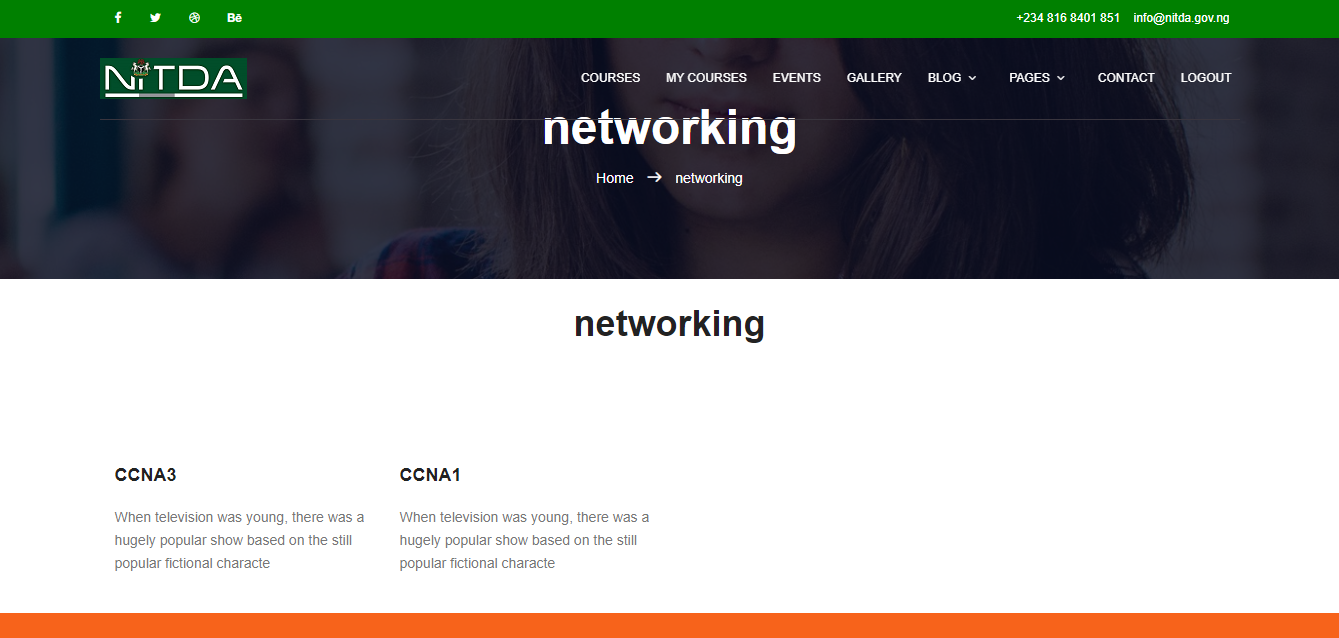 +234 816 8401 851 info@nitda.gov.ng
NiTDA
COURSES MY COURSES EVENTS GALLERY BLOG PAGES CONTACT LOGOUT
networking
Home → networking
networking
CCNA3
When television was young, there was a
hugely popular show based on the still
popular fictional characte
CCNA1
When television was young, there was a
hugely popular show based on the still
popular fictional characte